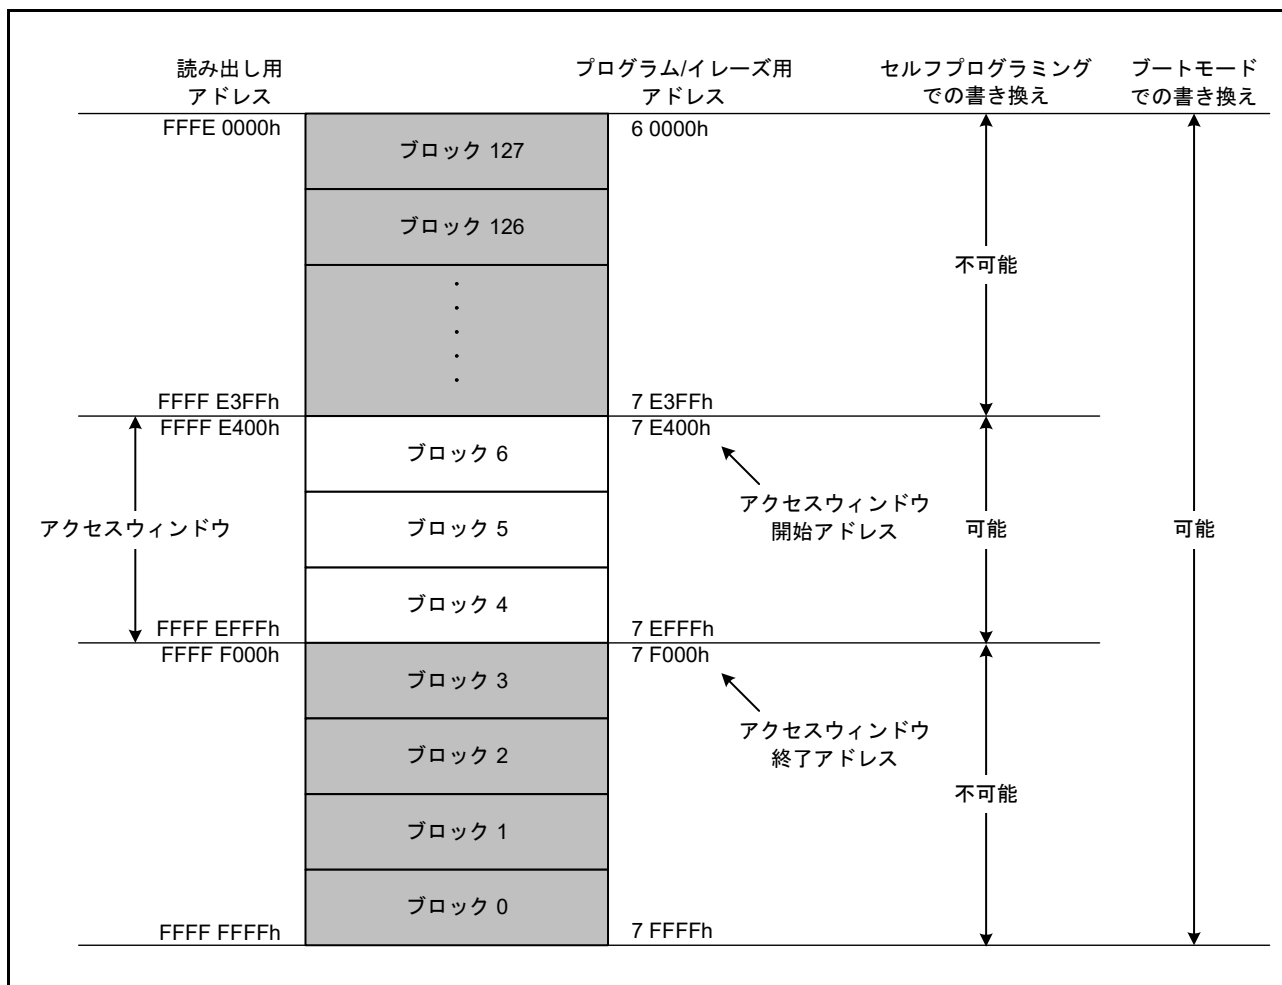 読み出し用
アドレス
プログラム/イレーズ用
アドレス
セルフプログラミング
での書き換え
ブートモード
での書き換え
FFFE 0000h
6 0000h
ブロック 127
ブロック 126
・
・
・
・
・
不可能
FFFF E3FFh
7 E3FFh
FFFF E400h
7 E400h
ブロック 6
アクセスウィンドウ
開始アドレス
アクセスウィンドウ
ブロック 5
可能
可能
ブロック 4
FFFF EFFFh
7 EFFFh
FFFF F000h
7 F000h
ブロック 3
アクセスウィンドウ
終了アドレス
ブロック 2
不可能
ブロック 1
ブロック 0
FFFF FFFFh
7 FFFFh